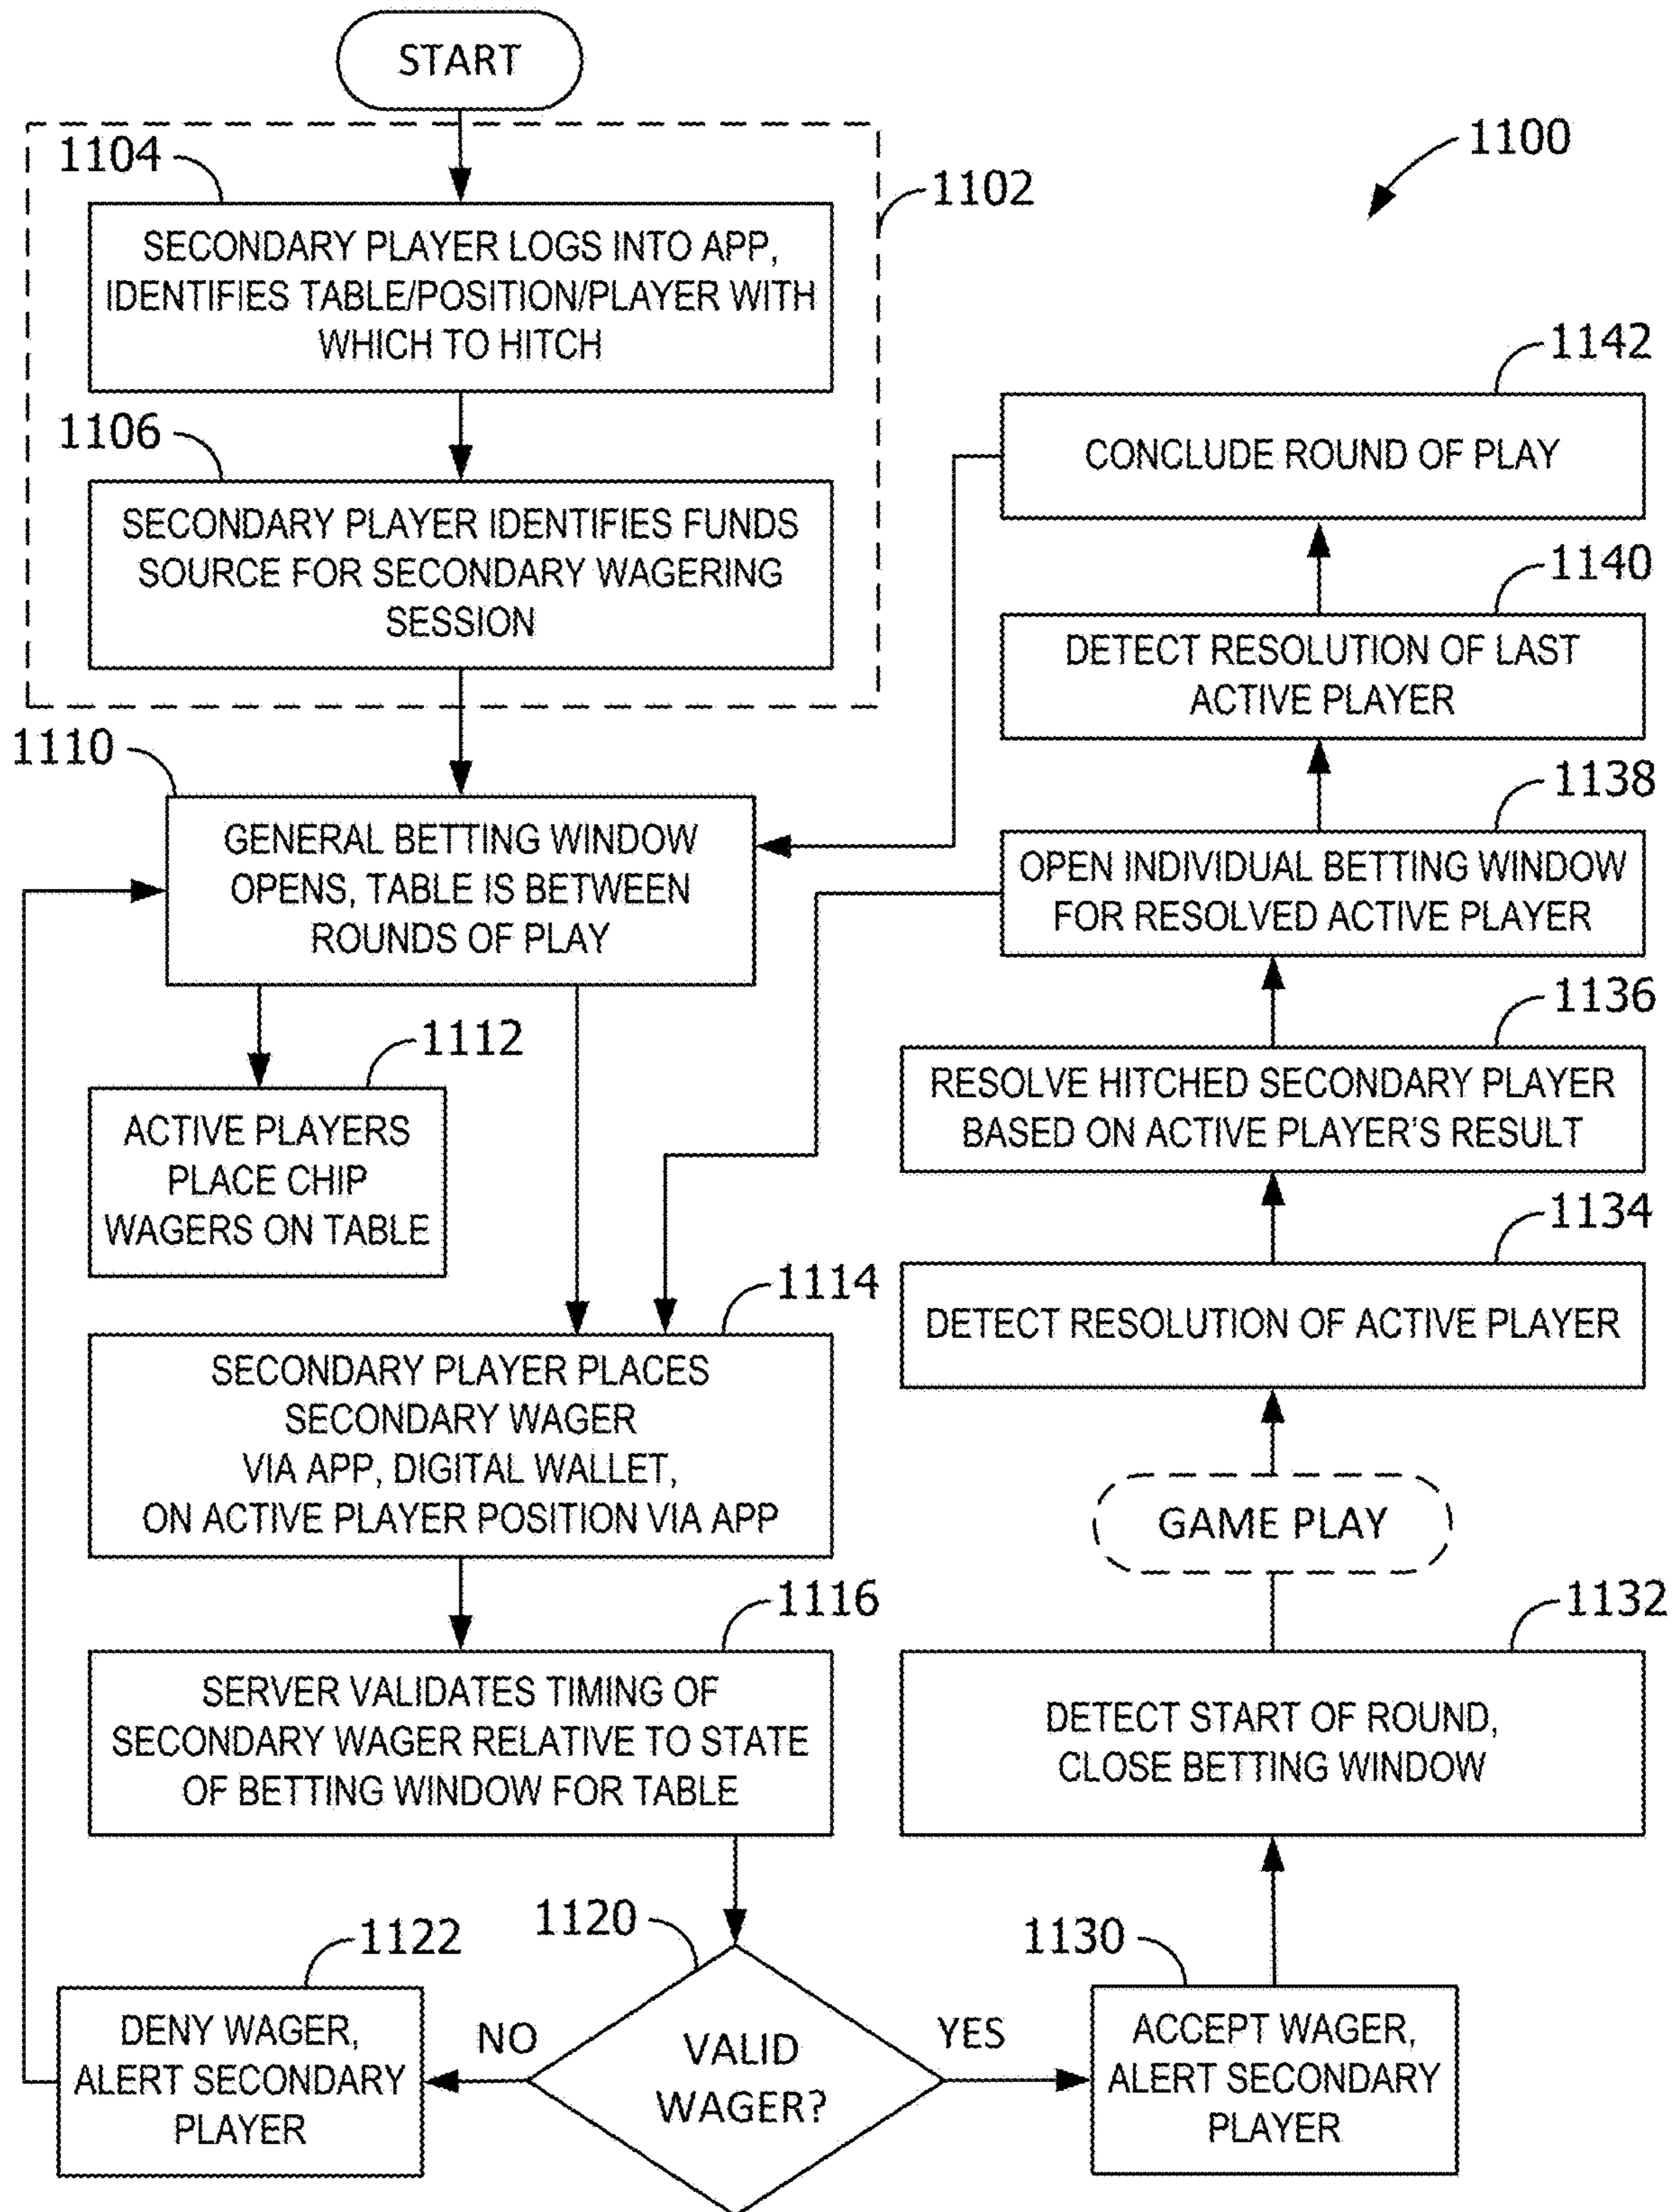 START
1100
1104
1102
SECONDARY PLAYER LOGS INTO APP,
IDENTIFIES TABLE/POSITION/PLAYER WITH
WHICH TO HITCH
1106
SECONDARY PLAYER IDENTIFIES FUNDS
SOURCE FOR SECONDARY WAGERING
SESSION
1110
GENERAL BETTING WINDOW
OPENS, TABLE IS BETWEEN
ROUNDS OF PLAY
1112
ACTIVE PLAYERS
PLACE CHIP
WAGERS ON TABLE
1114
SECONDARY PLAYER PLACES
SECONDARY WAGER
VIA APP, DIGITAL WALLET,
ON ACTIVE PLAYER POSITION VIA APP
1116
SERVER VALIDATES TIMING OF
SECONDARY WAGER RELATIVE TO STATE
OF BETTING WINDOW FOR TABLE
1120
VALID
WAGER?
NO
1122
DENY WAGER,
ALERT SECONDARY
PLAYER
YES
1130
ACCEPT WAGER,
ALERT SECONDARY
PLAYER
1132
DETECT START OF ROUND,
CLOSE BETTING WINDOW
GAME PLAY
1134
DETECT RESOLUTION OF ACTIVE PLAYER
1136
RESOLVE HITCHED SECONDARY PLAYER
BASED ON ACTIVE PLAYER'S RESULT
1138
OPEN INDIVIDUAL BETTING WINDOW
FOR RESOLVED ACTIVE PLAYER
1140
DETECT RESOLUTION OF LAST
ACTIVE PLAYER
1142
CONCLUDE ROUND OF PLAY